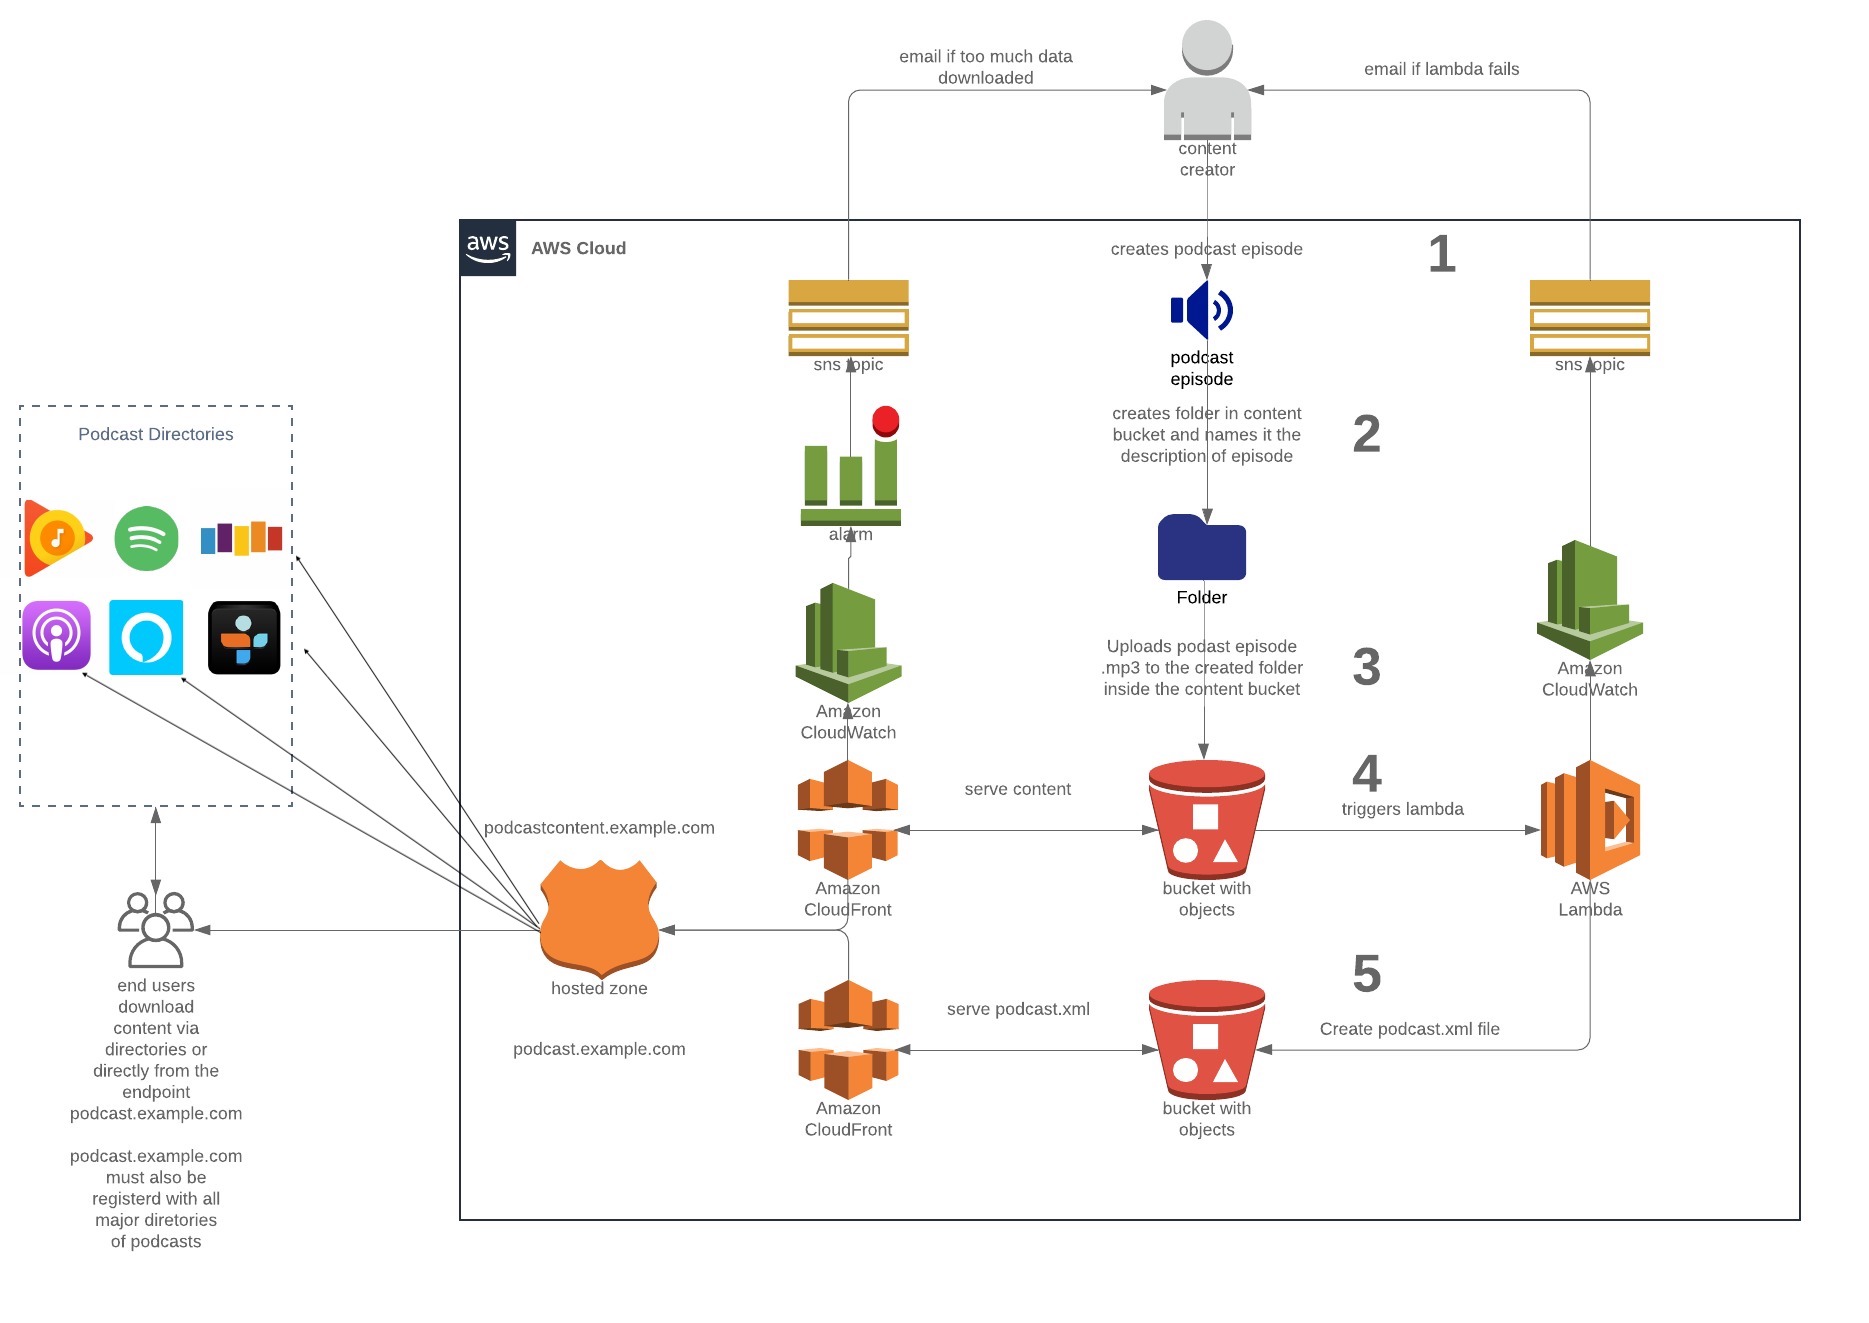 email if too much data
downloaded
email if lambda fails
content
creator
aws
AWS Cloud
creates podcast episode
1
sns topic
podcast
episode
sns topic
creates folder in content
bucket and names it the
description of episode
2
Podcast Directories
alarm
Folder
Uploads podast episode
.mp3 to the created folder
inside the content bucket
3
Amazon
CloudWatch
Amazon
CloudWatch
4
serve content
triggers lambda
podcastcontent.example.com
Amazon
CloudFront
bucket with
objects
AWS
Lambda
hosted zone
5
serve podcast.xml
Create podcast.xml file
podcast.example.com
Amazon
CloudFront
bucket with
objects
end users
download
content via
directories or
directly from the
endpoint
podcast.example.com
podcast.example.com
must also be
registerd with all
major diretories
of podcasts